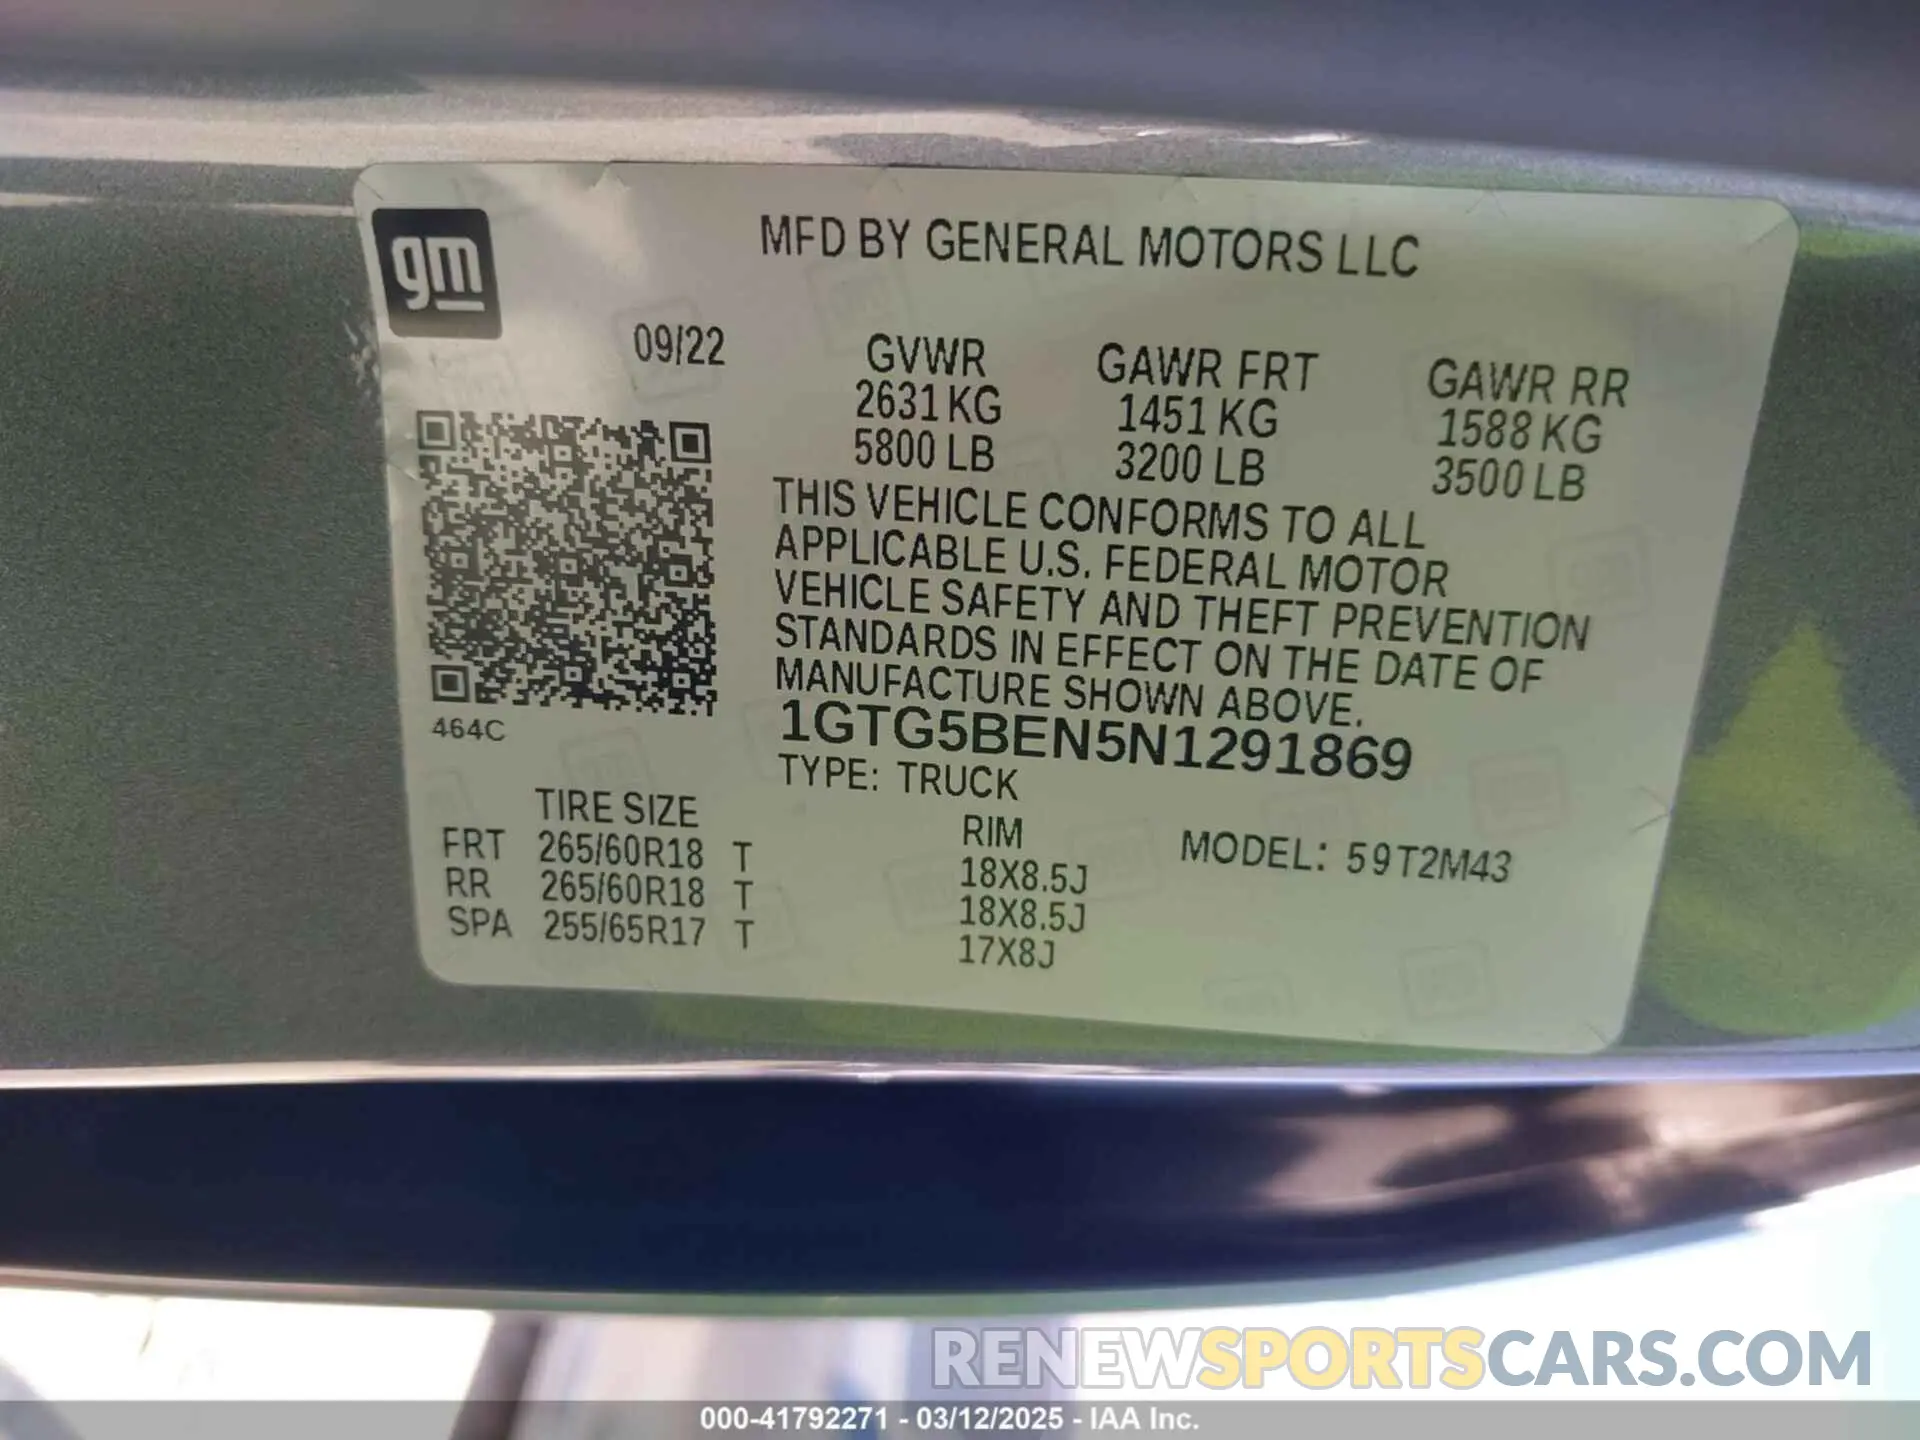 gm
MFD BY GENERAL MOTORS LLC
09/22
GVWR GAWR FRT GAWR RR
2631 KG 1451 KG 1588 KG
5800 LB 3200 LB 3500 LB
THIS VEHICLE CONFORMS TO ALL
APPLICABLE U.S. FEDERAL MOTOR
VEHICLE SAFETY AND THEFT PREVENTION
STANDARDS IN EFFECT ON THE DATE OF
MANUFACTURE SHOWN ABOVE.
1GTG5BEN5N1291869
464C
TYPE: TRUCK
TIRE SIZE RIM MODEL: 59T2M43
FRT 265/60R18 T 18X8.5J
RR 265/60R18 T 18X8.5J
SPA 255/65R17 T 17X8J
RENEWSPORTSCARS.COM
000-41792271 - 03/12/2025 - IAA Inc.